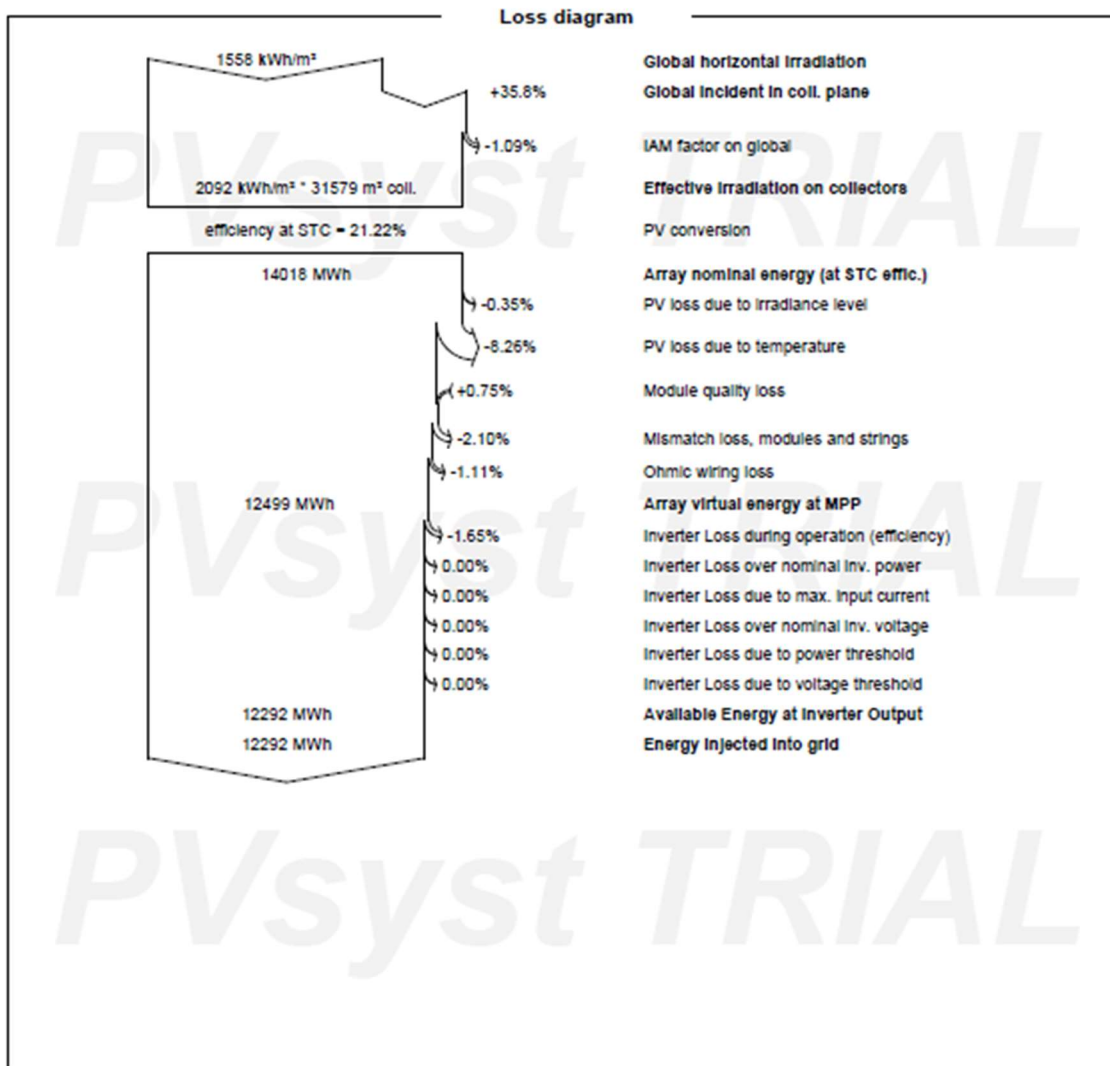 Loss diagram
1558 kWh/m² Global horizontal irradiation
+35.8% Global incident in coll. plane
-1.09% IAM factor on global
2092 kWh/m² * 31579 m² coll. Effective irradiation on collectors
efficiency at STC = 21.22% PV conversion
14018 MWh Array nominal energy (at STC effic.)
-0.35% PV loss due to irradiance level
-8.26% PV loss due to temperature
+0.75% Module quality loss
-2.10% Mismatch loss, modules and strings
-1.11% Ohmic wiring loss
12499 MWh Array virtual energy at MPP
-1.65% Inverter Loss during operation (efficiency)
0.00% Inverter Loss over nominal inv. power
0.00% Inverter Loss due to max. input current
0.00% Inverter Loss over nominal inv. voltage
0.00% Inverter Loss due to power threshold
0.00% Inverter Loss due to voltage threshold
12292 MWh Available Energy at Inverter Output
12292 MWh Energy injected into grid
PVsyst TRIAL
PVsyst TRIAL
PVsyst TRIAL